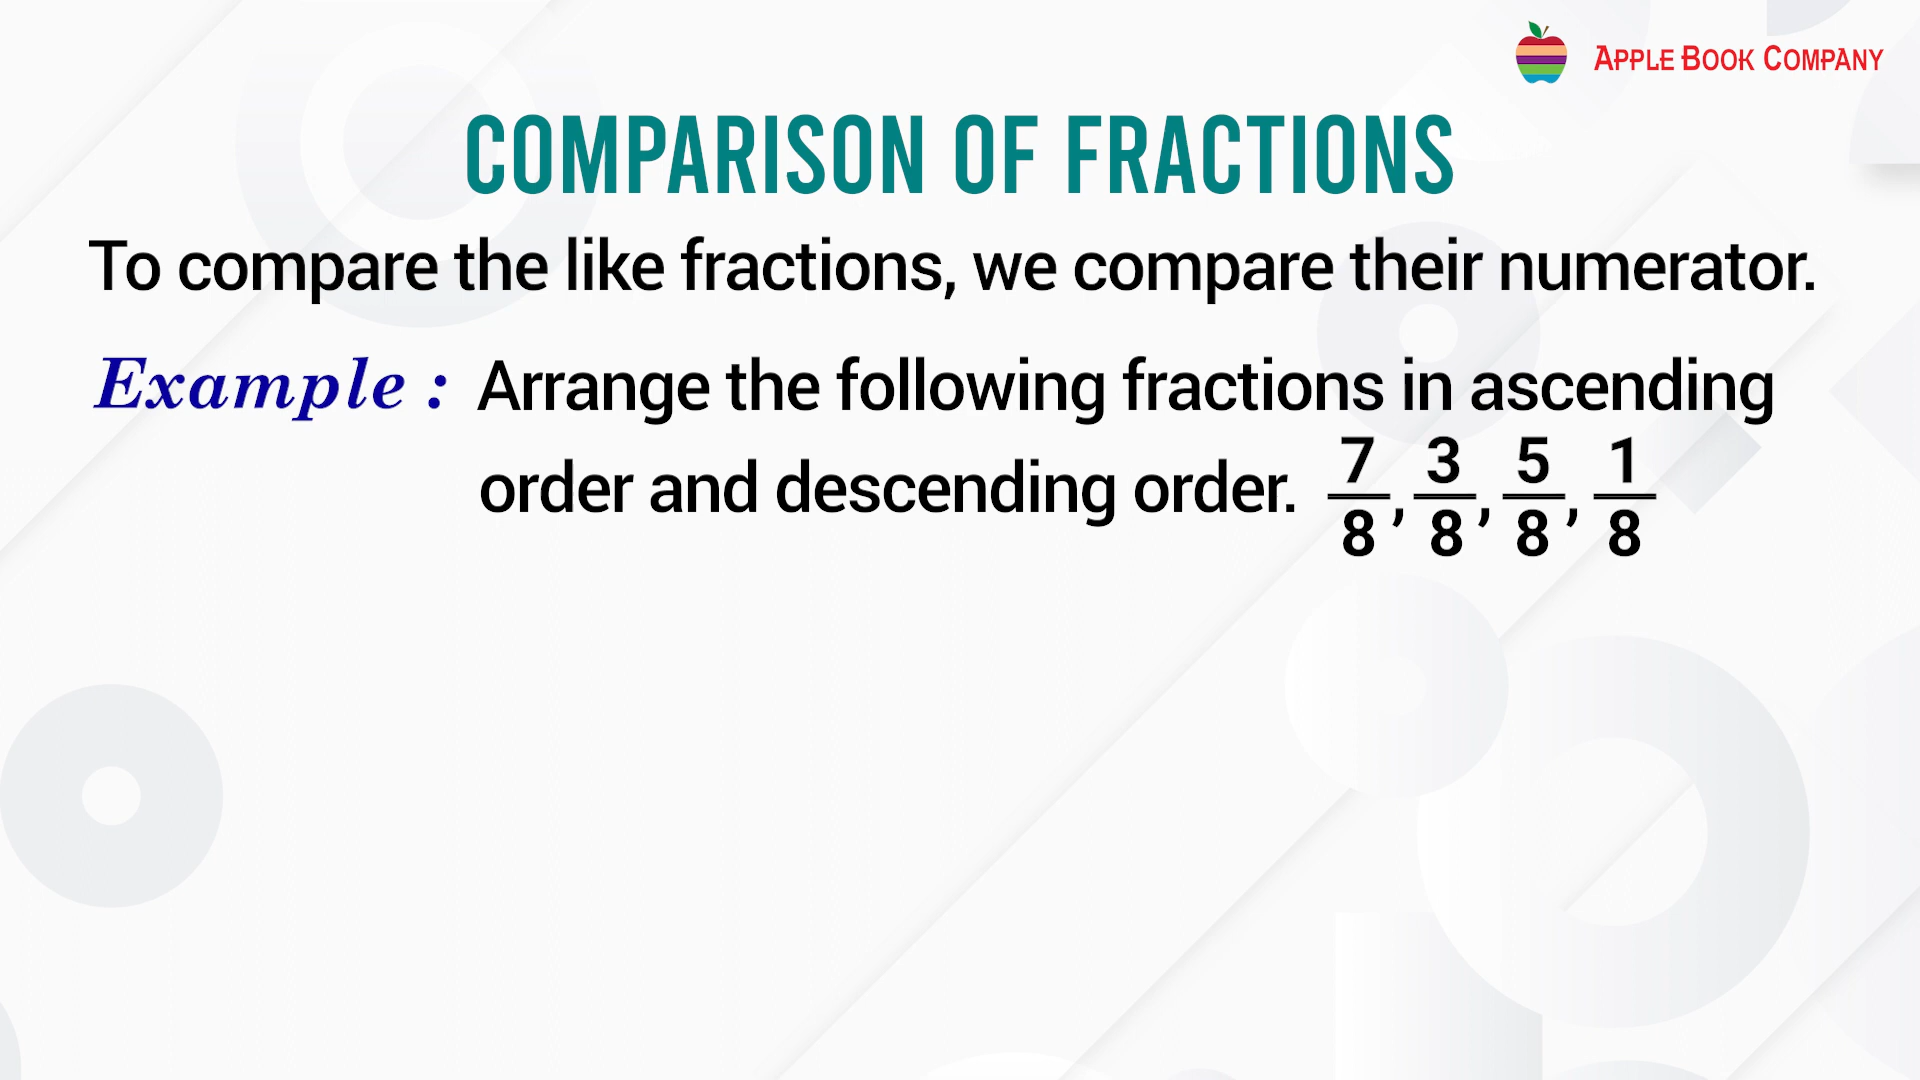 APPLE BOOK COMPANY
COMPARISON OF FRACTIONS
To compare the like fractions, we compare their numerator.
Example : Arrange the following fractions in ascending
order and descending order. 7/8, 3/8, 5/8, 1/8